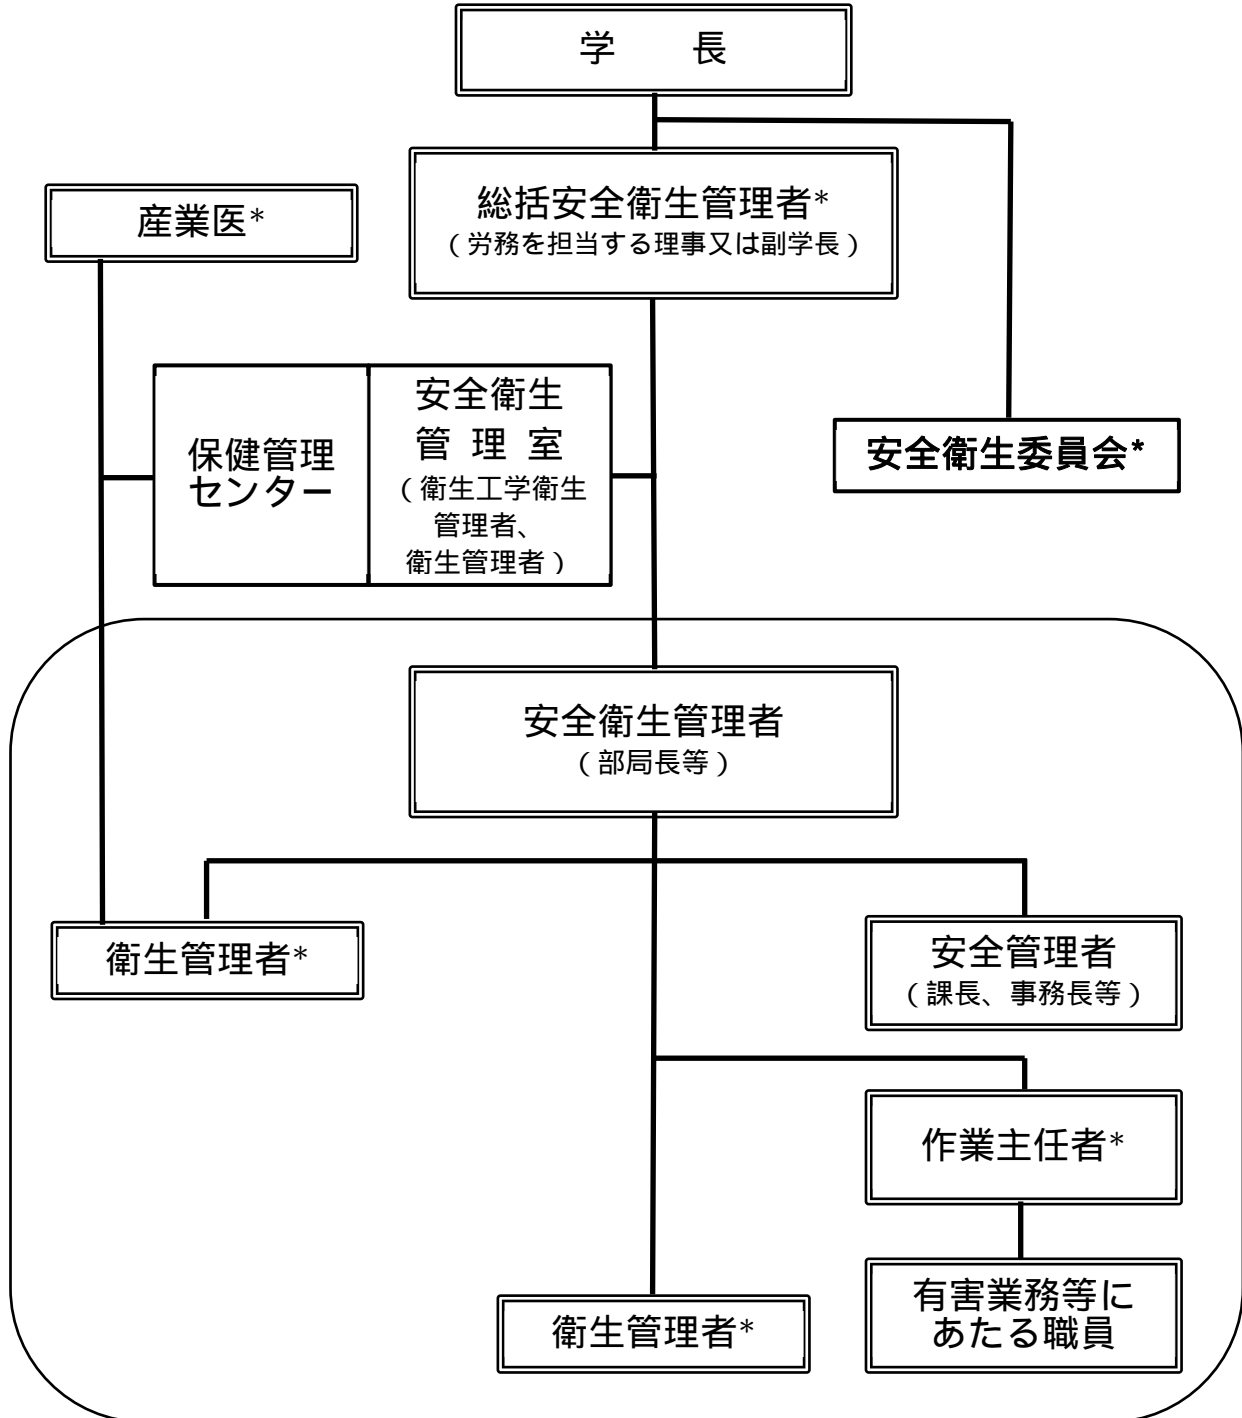 学　　長
総括安全衛生管理者*
（労務を担当する理事又は副学長）
産業医*
保健管理
センター
安全衛生
管 理 室
（衛生工学衛生
管理者、
衛生管理者）
安全衛生委員会*
安全衛生管理者
（部局長等）
衛生管理者*
安全管理者
（課長、事務長等）
作業主任者*
有害業務等に
あたる職員
衛生管理者*